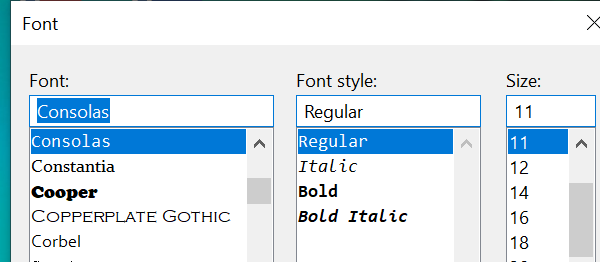 Font
Font: Font style: Size:
Consolas Regular 11
Consolas Regular 11
Constantia Italic 12
Cooper Bold 14
COPPERPLATE GOTHIC Bold Italic 16
Corbel 18